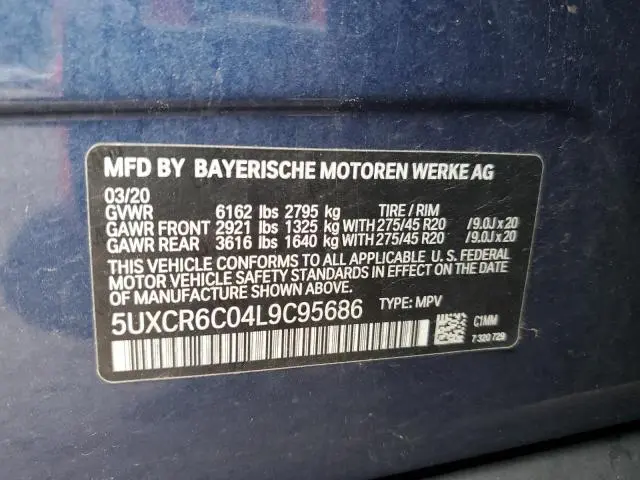 MFD BY BAYERISCHE MOTOREN WERKE AG
03/20
GVWR 6162 lbs 2795 kg TIRE / RIM
GAWR FRONT 2921 lbs 1325 kg WITH 275/45 R20 /9.0J x 20
GAWR REAR 3616 lbs 1640 kg WITH 275/45 R20 /9.0J x 20
THIS VEHICLE CONFORMS TO ALL APPLICABLE U. S. FEDERAL
MOTOR VEHICLE SAFETY STANDARDS IN EFFECT ON THE DATE
OF MANUFACTURE SHOWN ABOVE.
5UXCR6C04L9C95686 TYPE: MPV
C1MM
7 320 729